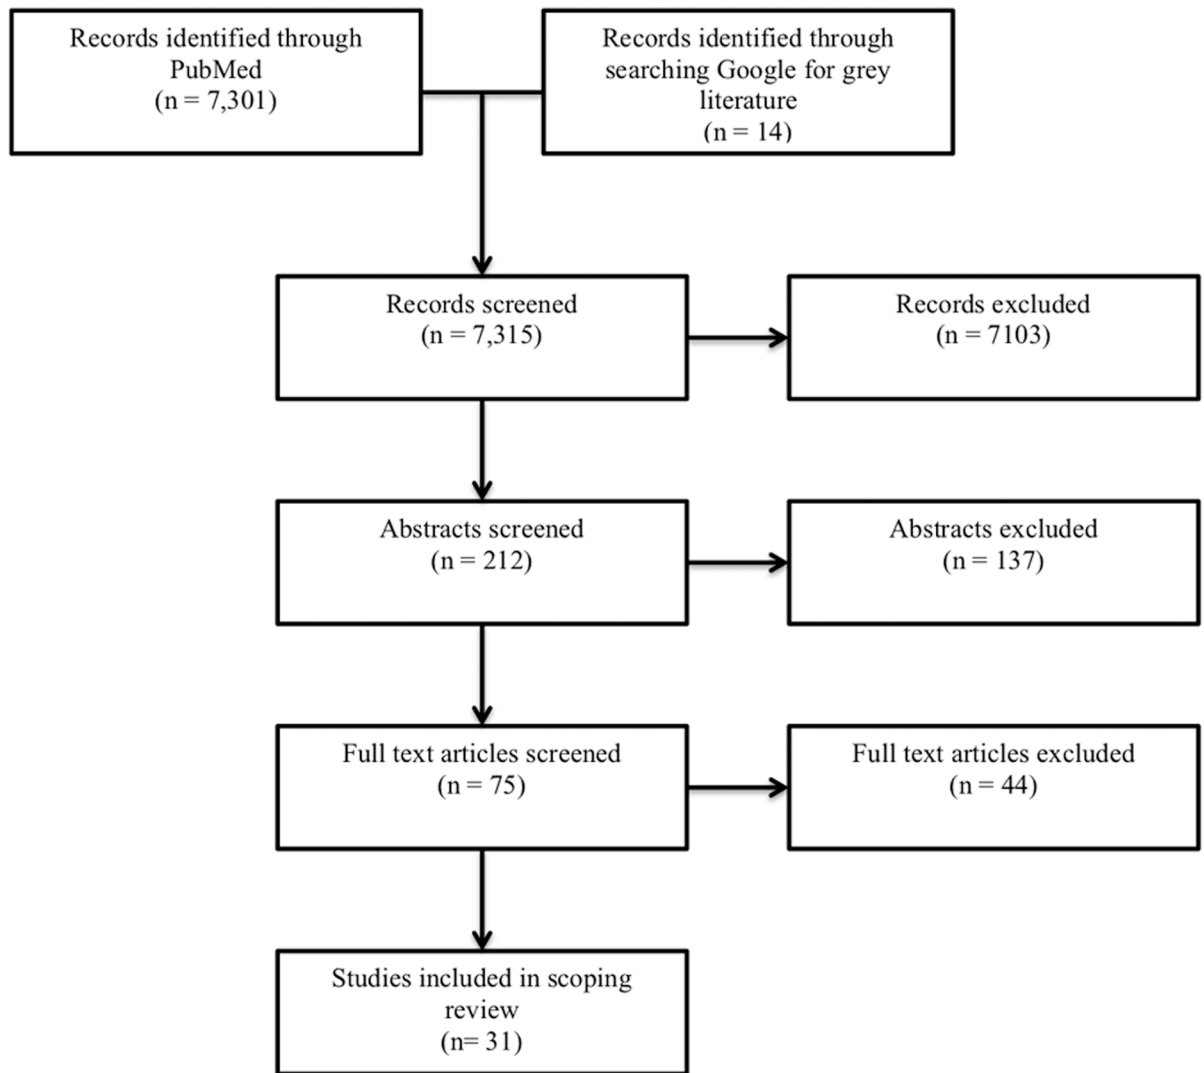 Records identified through
PubMed
(n = 7,301)
Records identified through
searching Google for grey
literature
(n = 14)
Records screened
(n = 7,315)
Records excluded
(n = 7103)
Abstracts screened
(n = 212)
Abstracts excluded
(n = 137)
Full text articles screened
(n = 75)
Full text articles excluded
(n = 44)
Studies included in scoping
review
(n= 31)